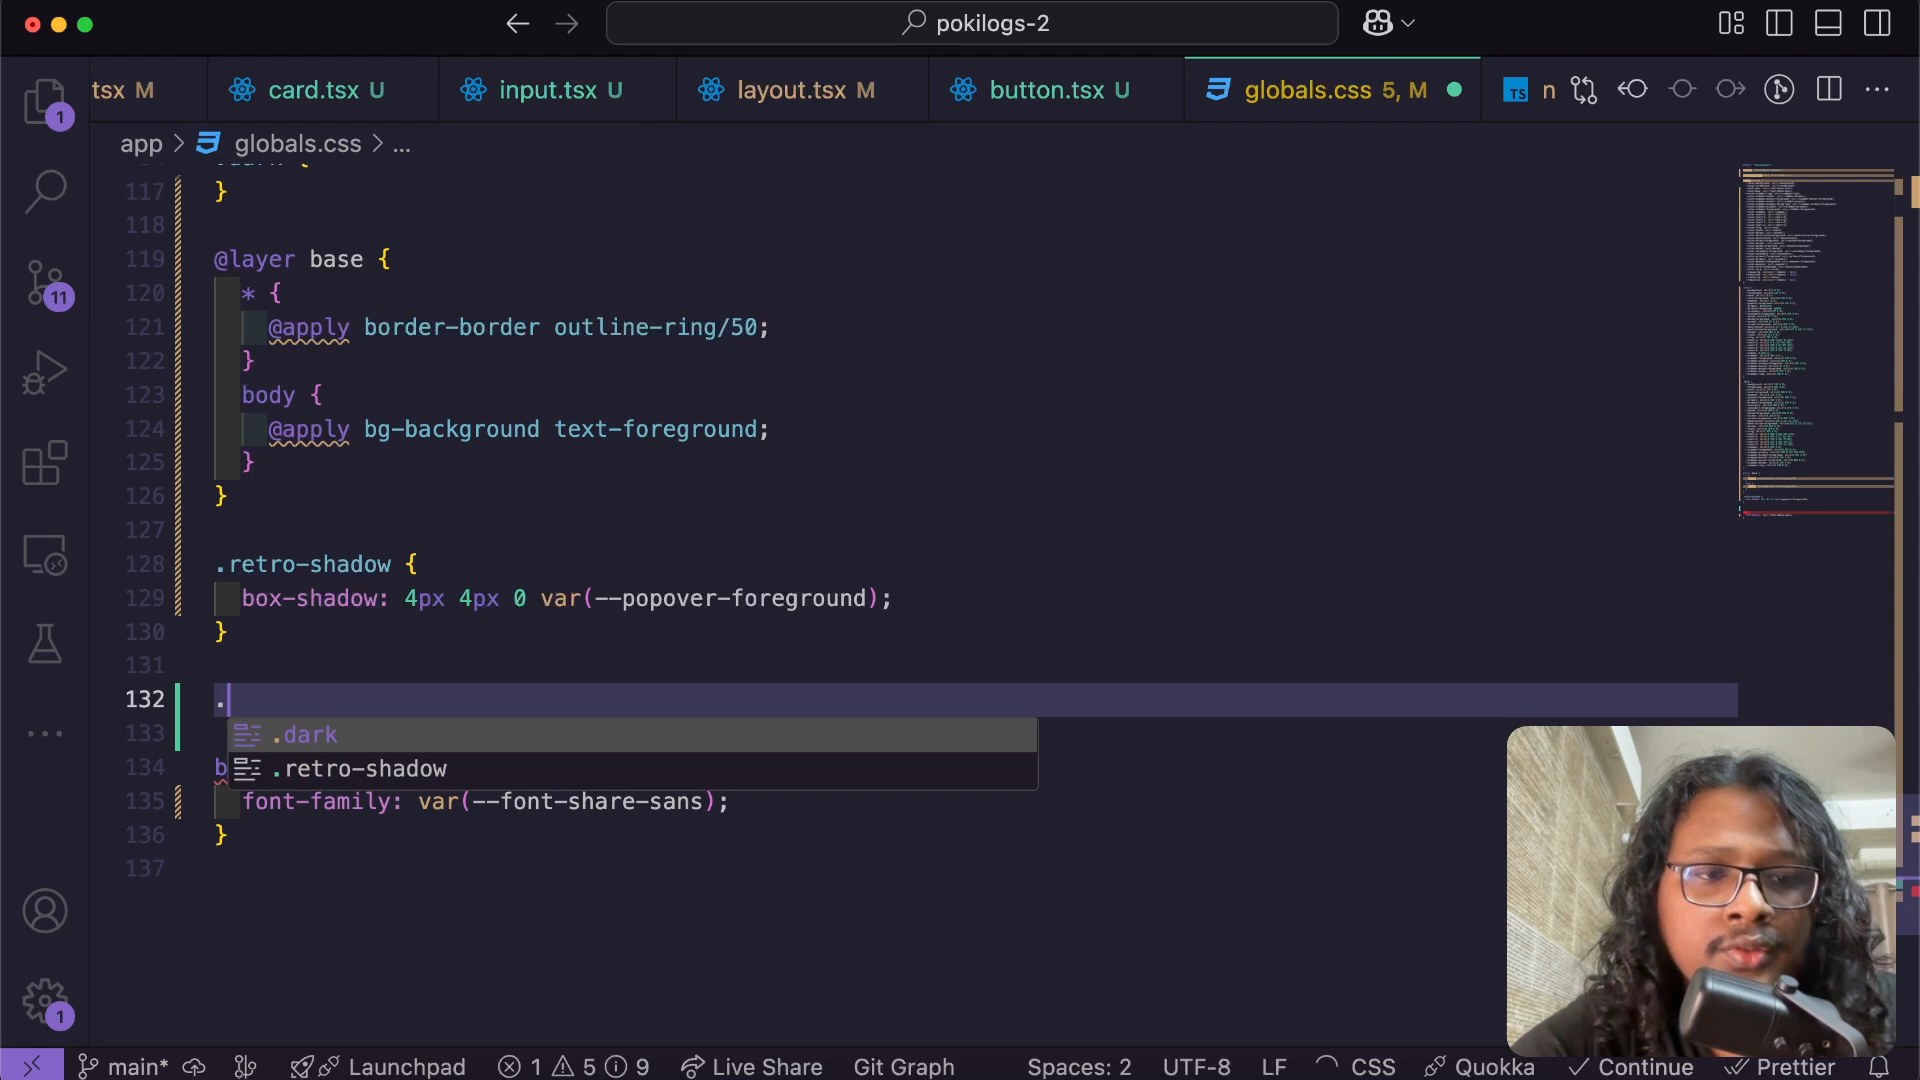 pokilogs-2
tsx M
card.tsx U
input.tsx U
layout.tsx M
button.tsx U
globals.css 5, M
TS n
app > globals.css > ...
117 }
118
119 @layer base {
120 * {
121 @apply border-border outline-ring/50;
122 }
123 body {
124 @apply bg-background text-foreground;
125 }
126 }
127
128 .retro-shadow {
129 box-shadow: 4px 4px 0 var(--popover-foreground);
130 }
131
132 .
133 .dark
134 b .retro-shadow
135 font-family: var(--font-share-sans);
136 }
137
1
11
1
main* Launchpad 1 5 9 Live Share Git Graph Spaces: 2 UTF-8 LF CSS Quokka Continue Prettier